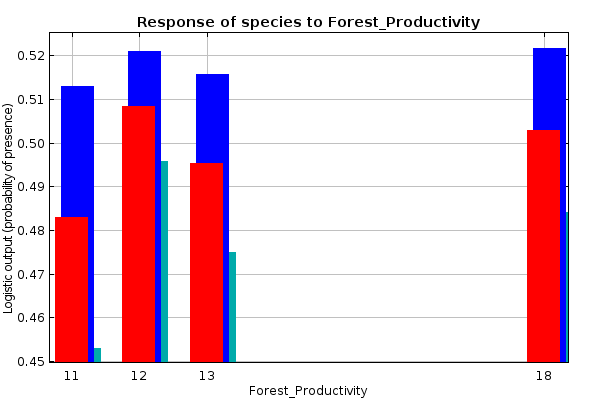 Response of species to Forest_Productivity
Logistic output (probability of presence)
0.52
0.51
0.50
0.49
0.48
0.47
0.46
0.45
11 12 13 18
Forest_Productivity